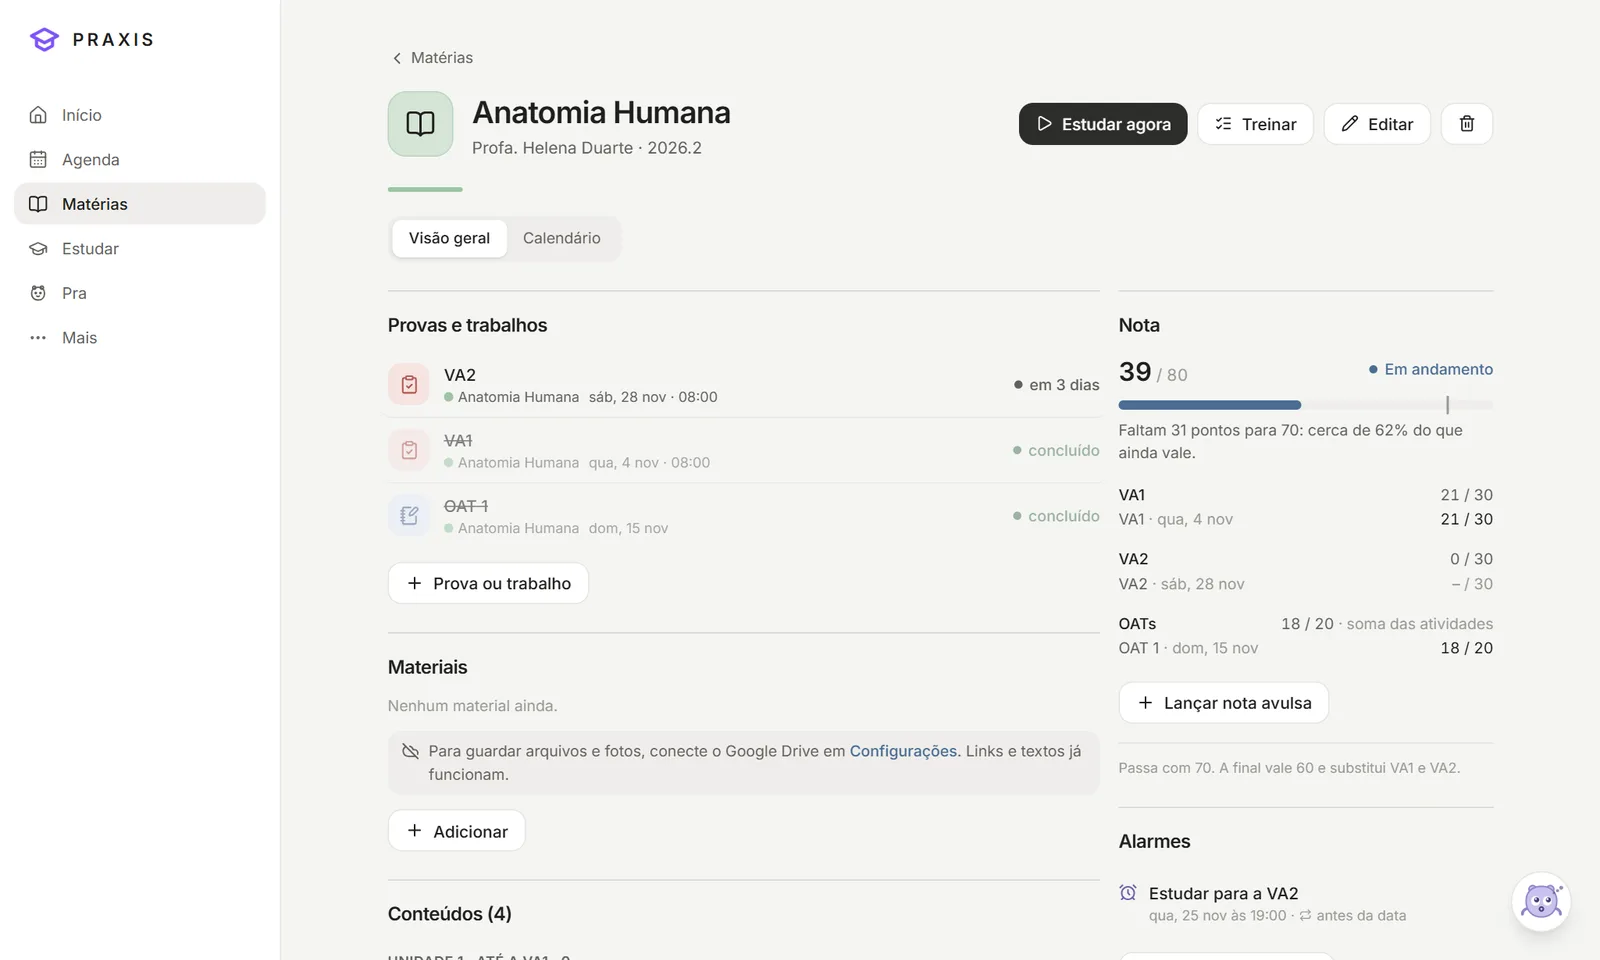 PRAXIS
Início
Agenda
Matérias
Estudar
Pra
Mais
Matérias
Anatomia Humana
Profa. Helena Duarte · 2026.2
Estudar agora
Treinar
Editar
Visão geral
Calendário
Provas e trabalhos
VA2
Anatomia Humana sáb, 28 nov · 08:00
em 3 dias
VA1
Anatomia Humana qua, 4 nov · 08:00
concluído
OAT 1
Anatomia Humana dom, 15 nov
concluído
Prova ou trabalho
Materiais
Nenhum material ainda.
Para guardar arquivos e fotos, conecte o Google Drive em Configurações. Links e textos já
funcionam.
Adicionar
Conteúdos (4)
Nota
39 / 80
Em andamento
Faltam 31 pontos para 70: cerca de 62% do que
ainda vale.
VA1 21 / 30
VA1 · qua, 4 nov 21 / 30
VA2 0 / 30
VA2 · sáb, 28 nov – / 30
OATs 18 / 20 · soma das atividades
OAT 1 · dom, 15 nov 18 / 20
Lançar nota avulsa
Passa com 70. A final vale 60 e substitui VA1 e VA2.
Alarmes
Estudar para a VA2
qua, 25 nov às 19:00 · antes da data